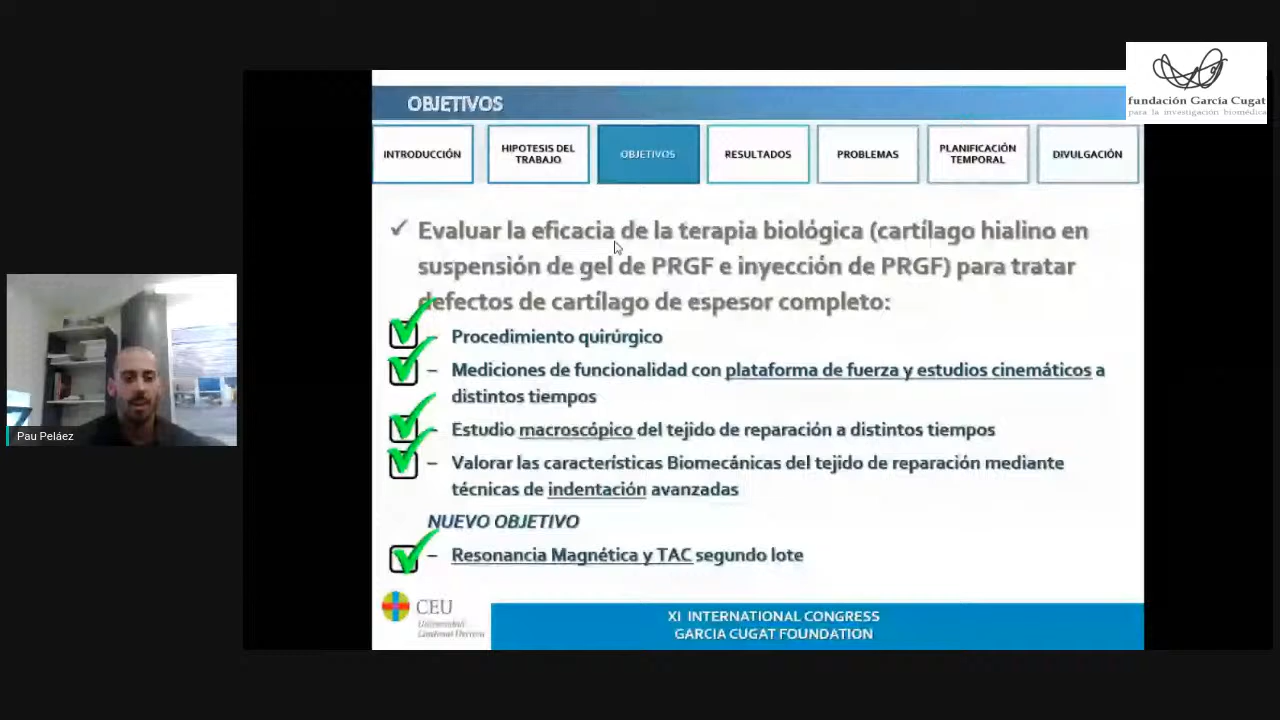 fundación García Cugat
para la investigación biomédica
OBJETIVOS
INTRODUCCIÓN
HIPOTESIS DEL
TRABAJO
OBJETIVOS
RESULTADOS
PROBLEMAS
PLANIFICACIÓN
TEMPORAL
DIVULGACIÓN
✓ Evaluar la eficacia de la terapia biológica (cartílago hialino en
suspensión de gel de PRGF e inyección de PRGF) para tratar
defectos de cartílago de espesor completo:
– Procedimiento quirúrgico
– Mediciones de funcionalidad con plataforma de fuerza y estudios cinemáticos a
distintos tiempos
– Estudio macroscópico del tejido de reparación a distintos tiempos
– Valorar las características Biomecánicas del tejido de reparación mediante
técnicas de indentación avanzadas
NUEVO OBJETIVO
– Resonancia Magnética y TAC segundo lote
Pau Peláez
CEU
Universidad
Cardenal Herrera
XI INTERNATIONAL CONGRESS
GARCIA CUGAT FOUNDATION